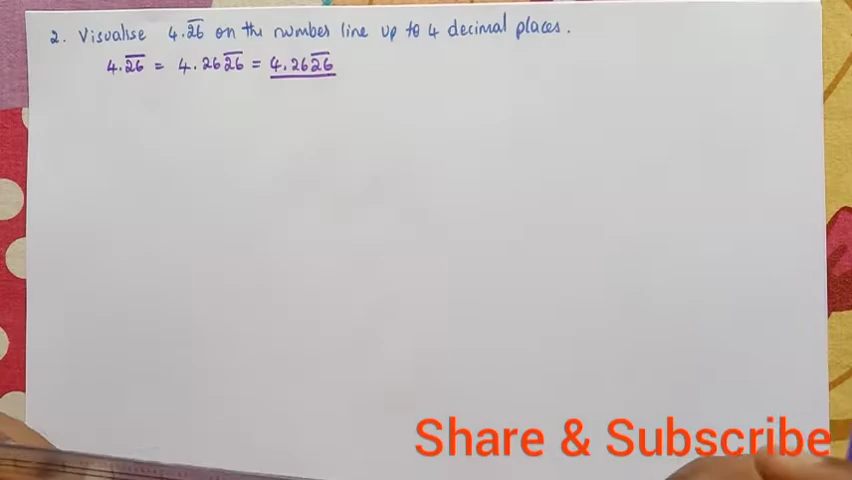 2. Visualise 4.2̅6̅ on the number line up to 4 decimal places.
4.2̅6̅ = 4.262̅6̅ = 4.262̅6̅
Share & Subscribe